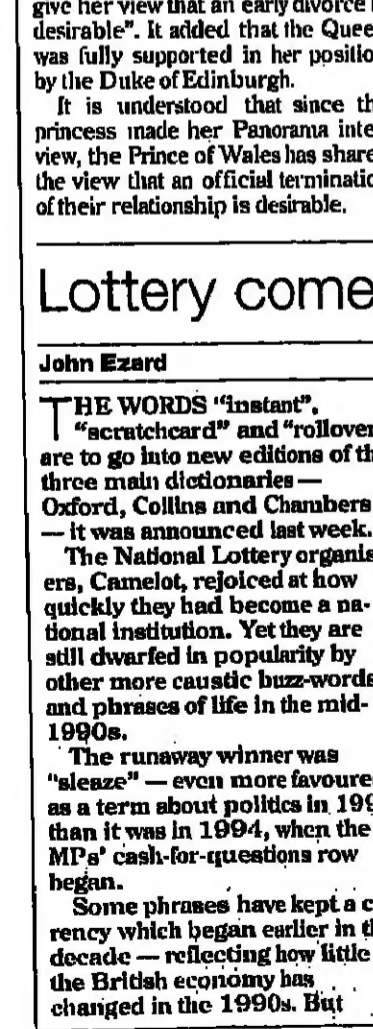 give her view that an early divorce
desirable”. It added that the Quee
was fully supported in her positio
by the Duke of Edinburgh.
It is understood that since th
princess made her Panorama inte
view, the Prince of Wales has share
the view that an official terminatio
of their relationship is desirable.
Lottery come
John Ezard
THE WORDS “instant”,
“scratchcard” and “rollover
are to go into new editions of th
three main dictionaries —
Oxford, Collins and Chambers
— it was announced last week.
The National Lottery organis
ers, Camelot, rejoiced at how
quickly they had become a na-
tional institution. Yet they are
still dwarfed in popularity by
other more caustic buzz-words
and phrases of life in the mid-
1990s.
The runaway winner was
“sleaze” — even more favoure
as a term about politics in 199
than it was in 1994, when the
MPs’ cash-for-questions row
began.
Some phrases have kept a c
rency which began earlier in th
decade — reflecting how little
the British economy has
changed in the 1990s. But